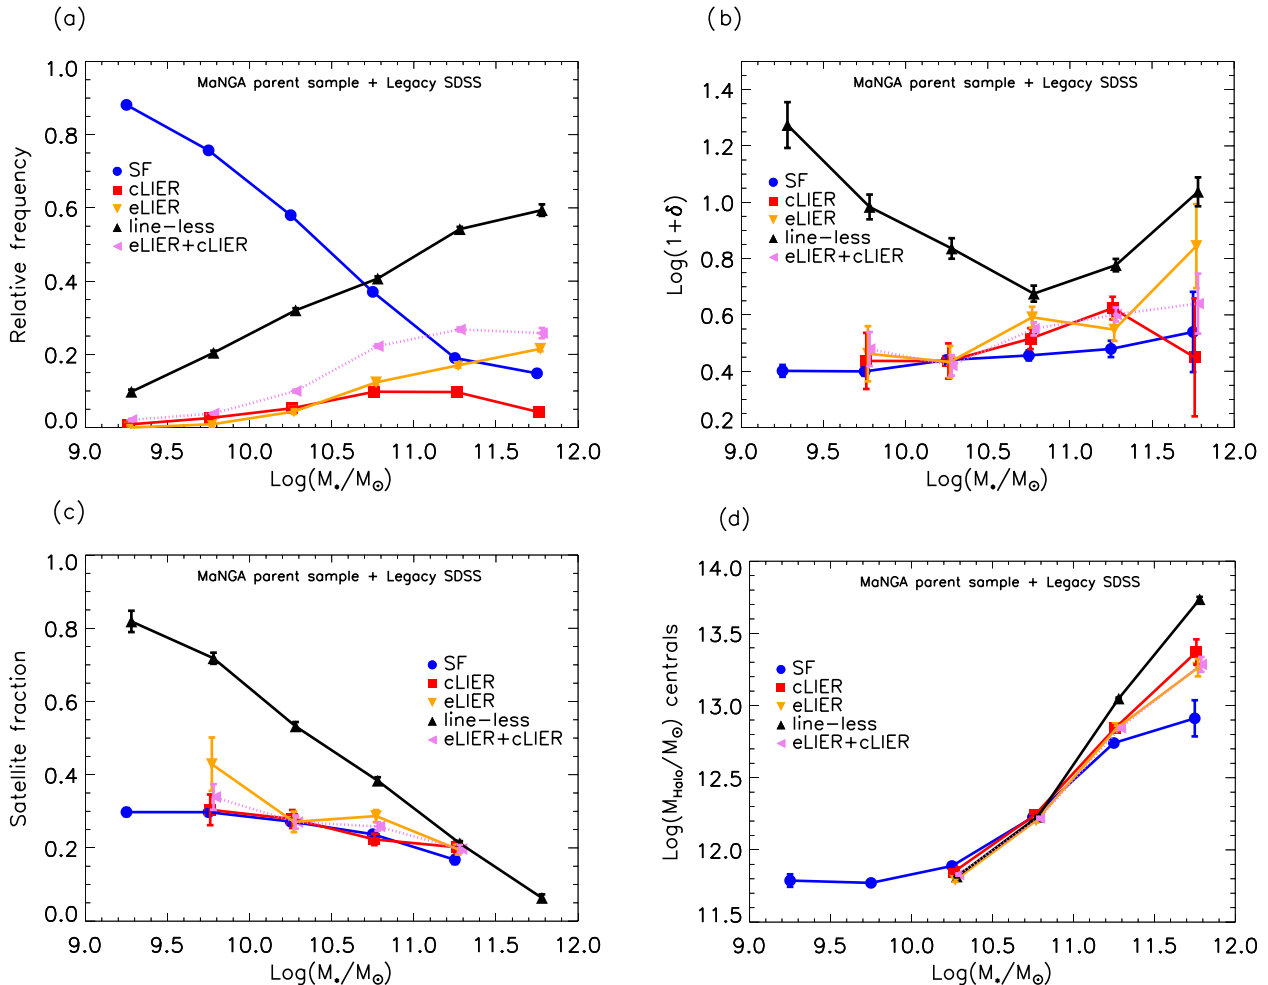 (a)
MaNGA parent sample + Legacy SDSS
Relative frequency
1.0
0.8
0.6
0.4
0.2
0.0
SF
cLIER
eLIER
line-less
eLIER+cLIER
9.0 9.5 10.0 10.5 11.0 11.5 12.0
Log(M*/M⊙)
(b)
MaNGA parent sample + Legacy SDSS
Log(1+δ)
1.4
1.2
1.0
0.8
0.6
0.4
0.2
SF
cLIER
eLIER
line-less
eLIER+cLIER
9.0 9.5 10.0 10.5 11.0 11.5 12.0
Log(M*/M⊙)
(c)
MaNGA parent sample + Legacy SDSS
Satellite fraction
1.0
0.8
0.6
0.4
0.2
0.0
SF
cLIER
eLIER
line-less
eLIER+cLIER
9.0 9.5 10.0 10.5 11.0 11.5 12.0
Log(M*/M⊙)
(d)
MaNGA parent sample + Legacy SDSS
Log(MHalo/M⊙) centrals
14.0
13.5
13.0
12.5
12.0
11.5
SF
cLIER
eLIER
line-less
eLIER+cLIER
9.0 9.5 10.0 10.5 11.0 11.5 12.0
Log(M*/M⊙)